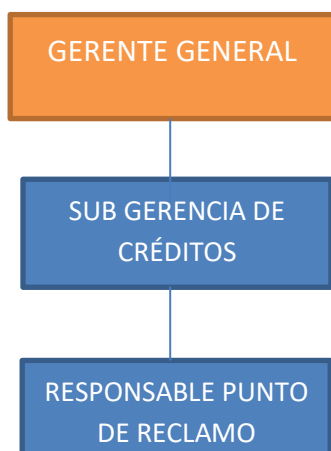 GERENTE GENERAL
SUB GERENCIA DE
CRÉDITOS
RESPONSABLE PUNTO
DE RECLAMO